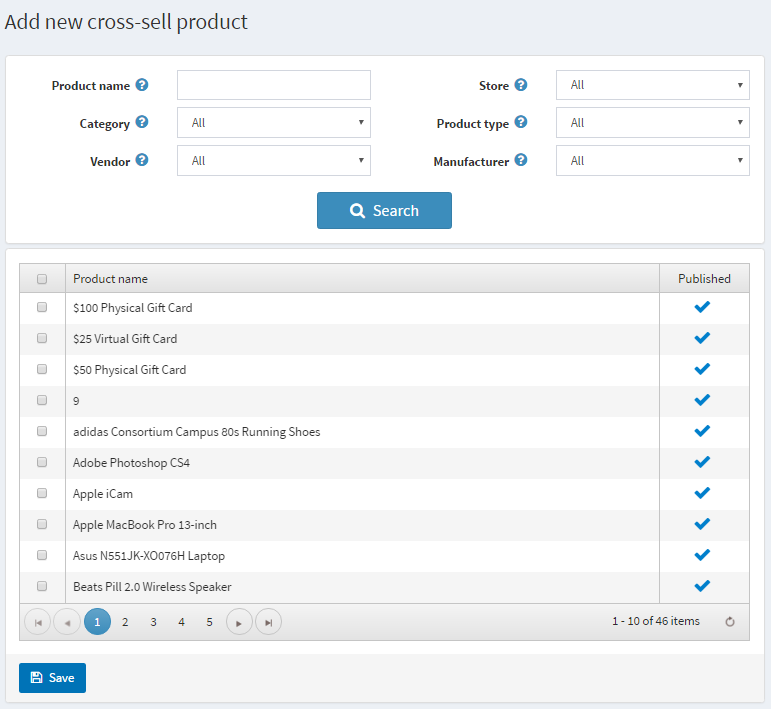 Add new cross-sell product
Product name ? Store ? All
Category ? All Product type ? All
Vendor ? All Manufacturer ? All
Search
Product name Published
$100 Physical Gift Card
$25 Virtual Gift Card
$50 Physical Gift Card
9
adidas Consortium Campus 80s Running Shoes
Adobe Photoshop CS4
Apple iCam
Apple MacBook Pro 13-inch
Asus N551JK-XO076H Laptop
Beats Pill 2.0 Wireless Speaker
1 2 3 4 5 1 - 10 of 46 items
Save